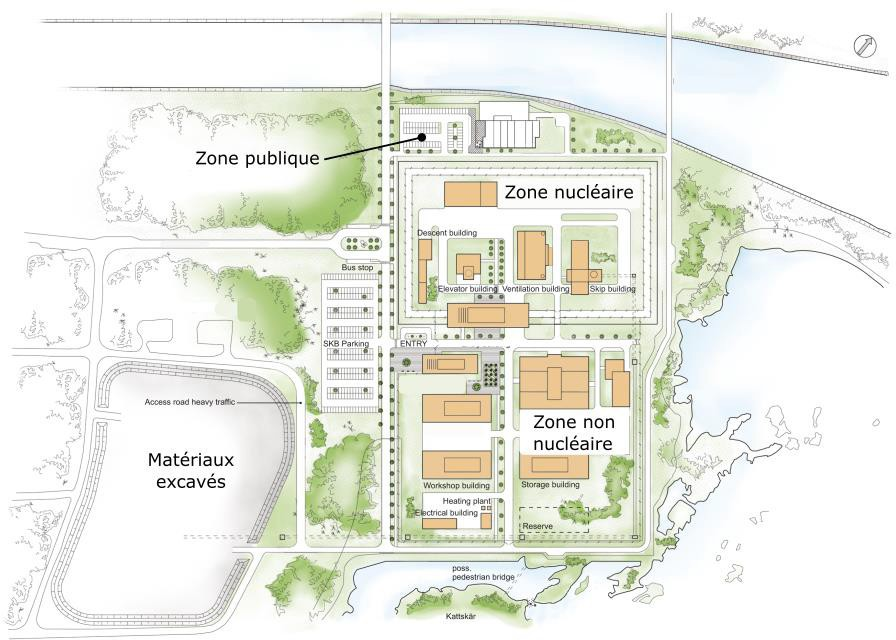 Zone publique
Zone nucléaire
Descent building
Bus stop
Elevator building
Ventilation building
Skip building
SKB Parking
ENTRY
Access road heavy traffic
Matériaux
excavés
Zone non
nucléaire
Workshop building
Storage building
Heating plant
Electrical building
Reserve
poss.
pedestrian bridge
Kattskär